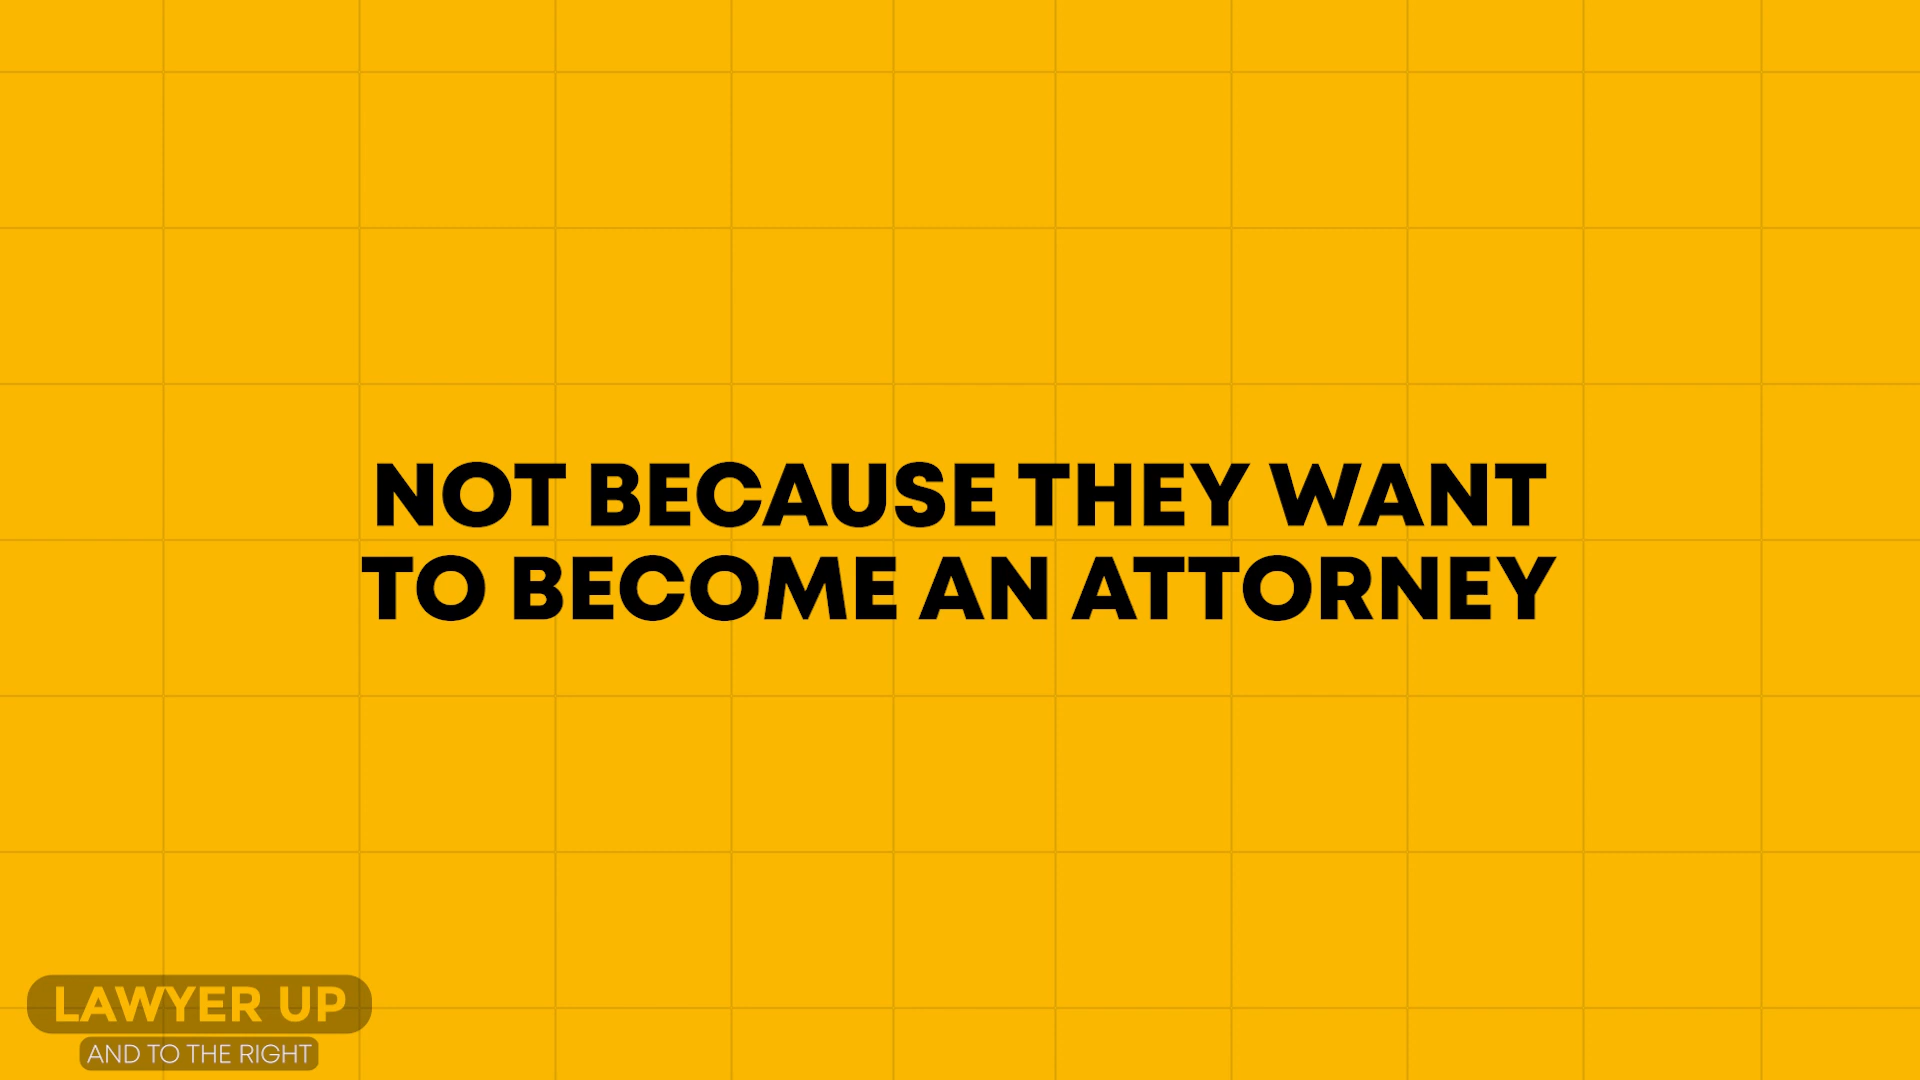 NOT BECAUSE THEY WANT
TO BECOME AN ATTORNEY
LAWYER UP
AND TO THE RIGHT